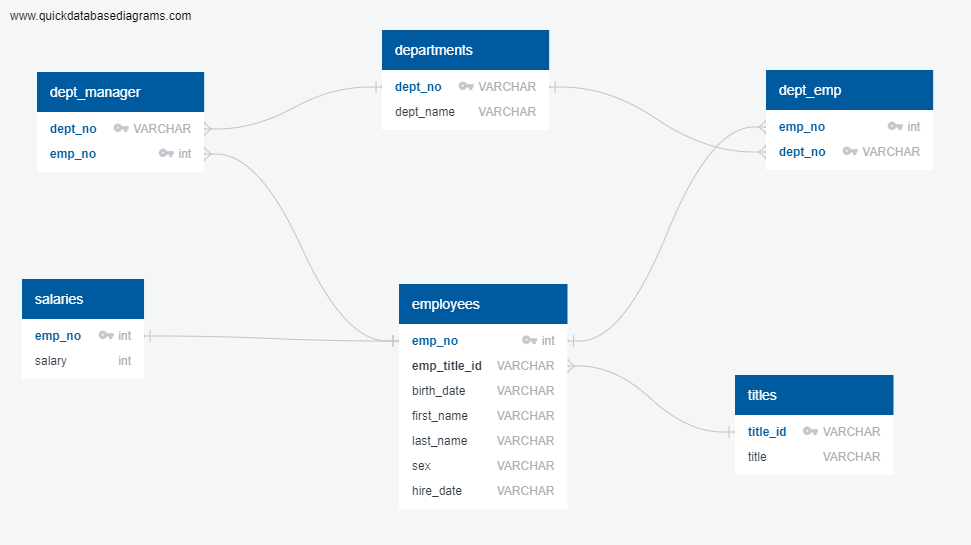 www.quickdatabasediagrams.com
departments
dept_no VARCHAR
dept_name VARCHAR
dept_manager
dept_no VARCHAR
emp_no int
dept_emp
emp_no int
dept_no VARCHAR
salaries
emp_no int
salary int
employees
emp_no int
emp_title_id VARCHAR
birth_date VARCHAR
first_name VARCHAR
last_name VARCHAR
sex VARCHAR
hire_date VARCHAR
titles
title_id VARCHAR
title VARCHAR